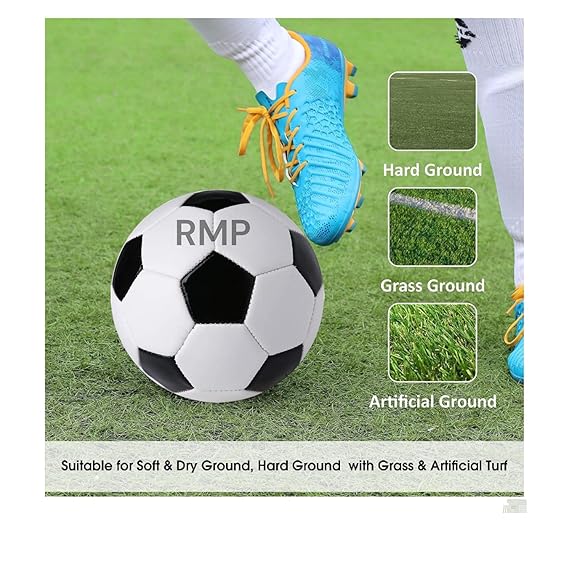 RMP
Hard Ground
Grass Ground
Artificial Ground
Suitable for Soft & Dry Ground, Hard Ground with Grass & Artificial Turf